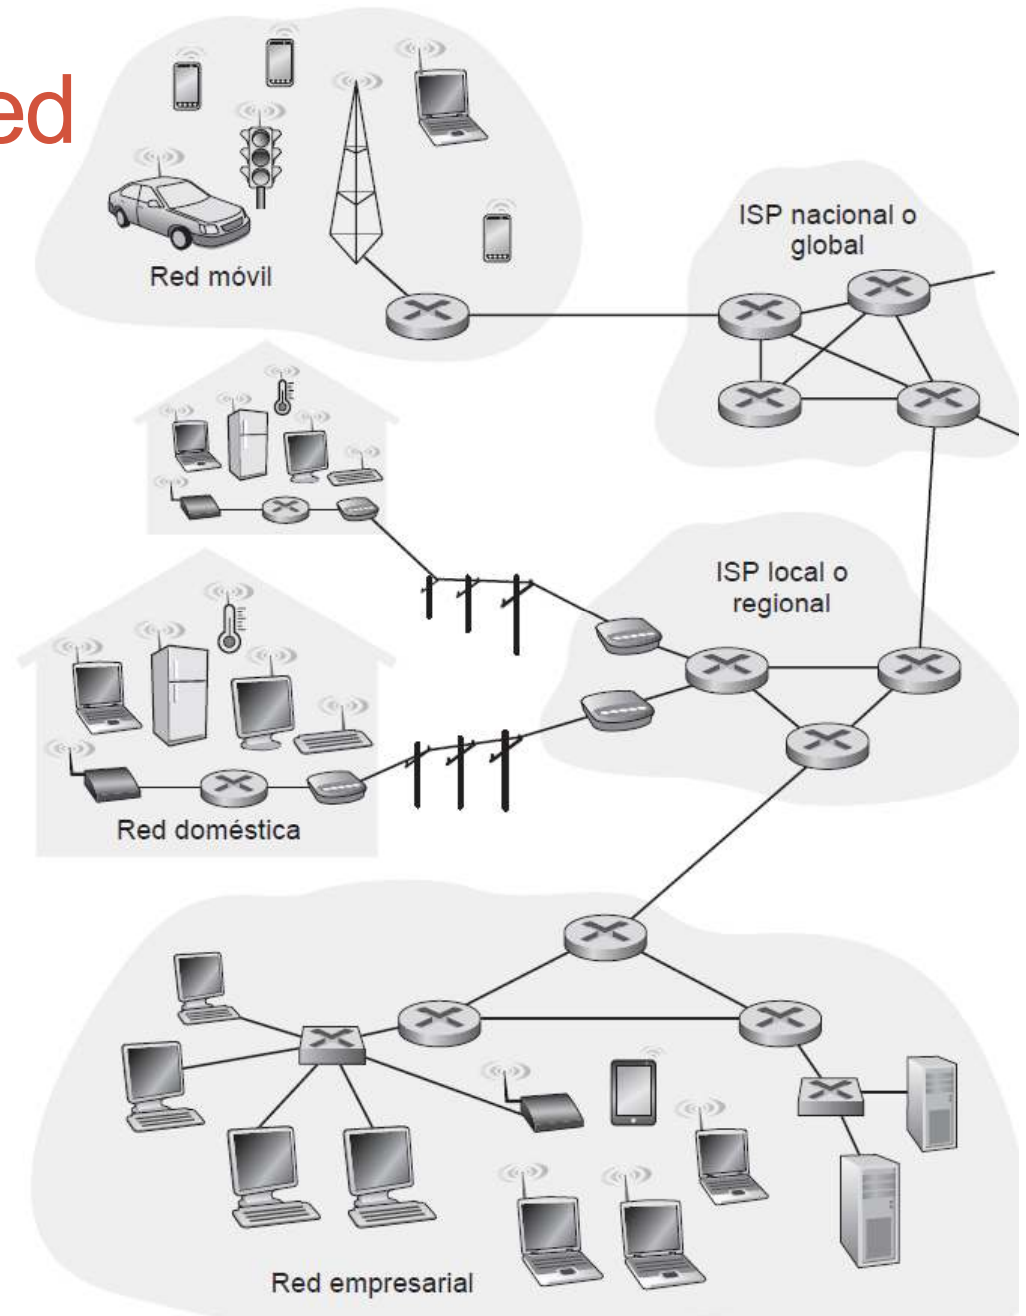 ed
Red móvil
ISP nacional o
global
ISP local o
regional
Red doméstica
Red empresarial